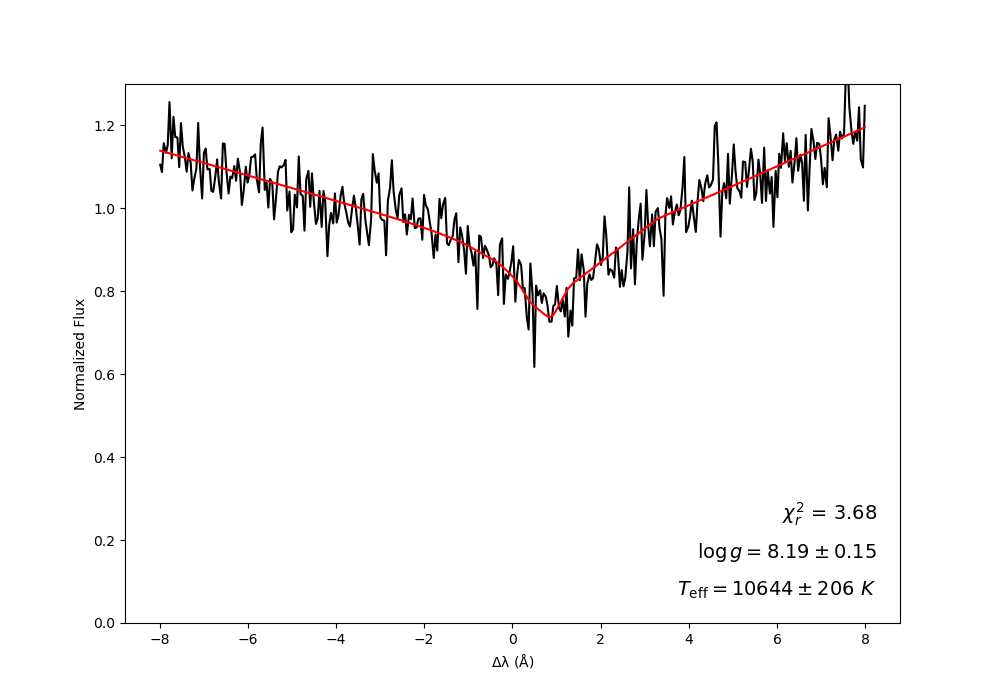 1.2
1.0
0.8
0.6
0.4
0.2
0.0
Normalized Flux
χ²ᵣ = 3.68
log g = 8.19 ± 0.15
T_eff = 10644 ± 206 K
−8 −6 −4 −2 0 2 4 6 8
Δλ (Å)